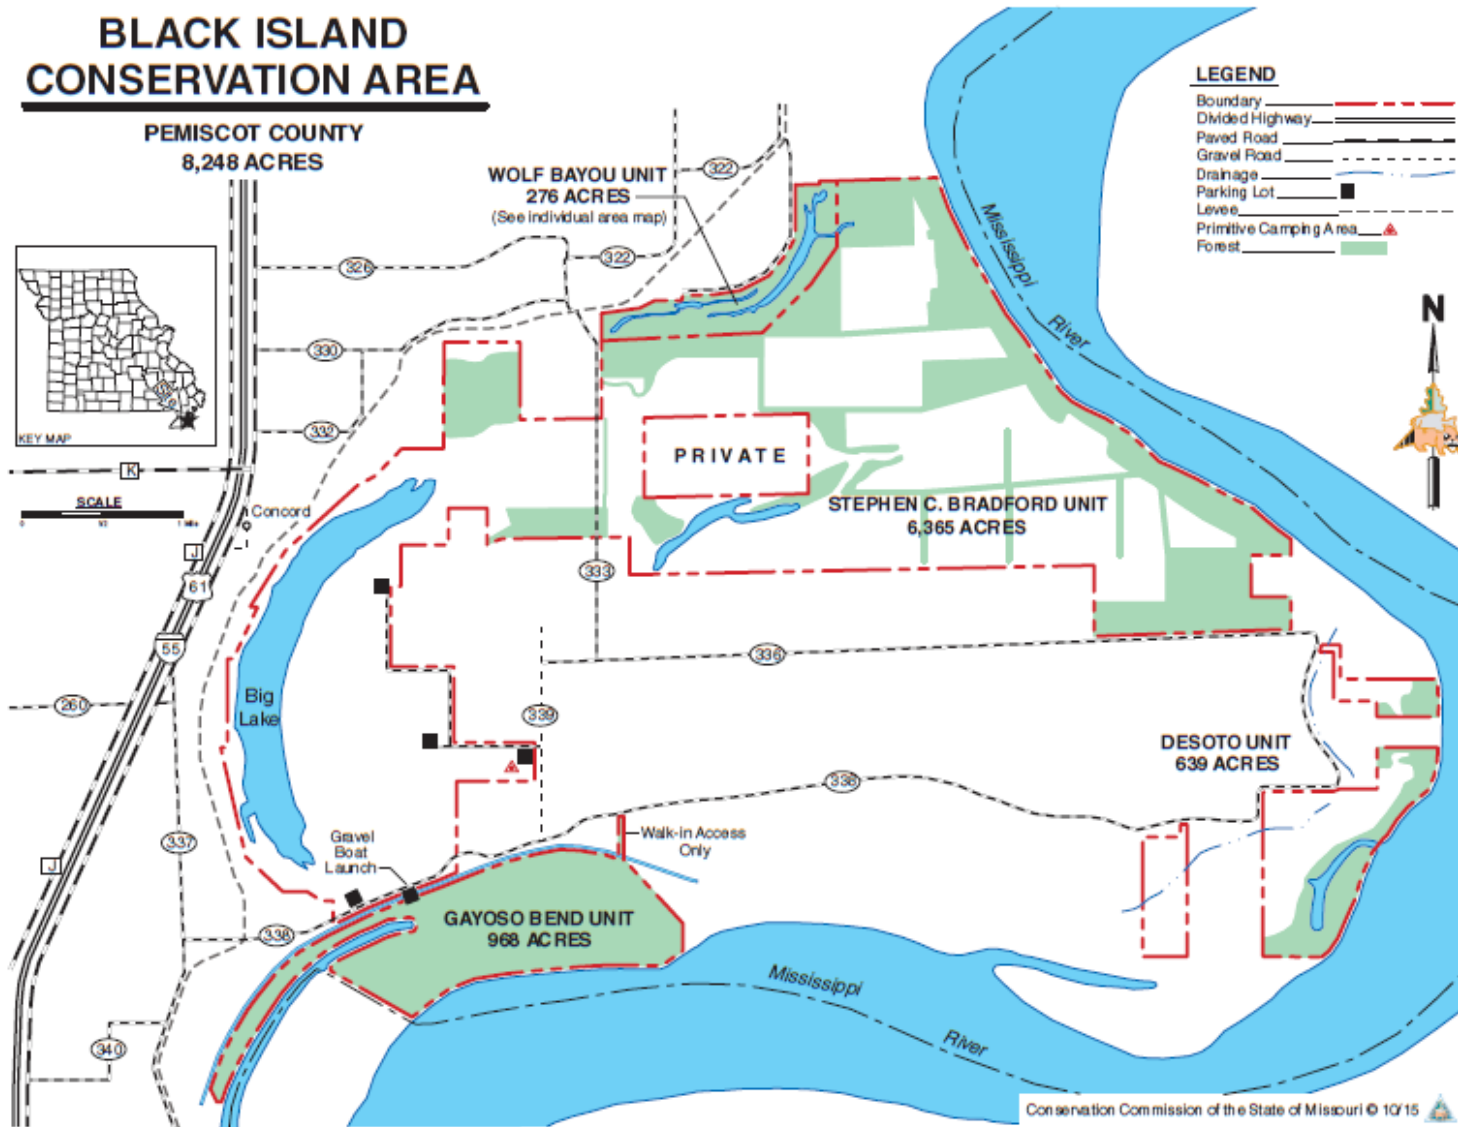 BLACK ISLAND
CONSERVATION AREA
PEMISCOT COUNTY
8,248 ACRES
LEGEND
Boundary
Divided Highway
Paved Road
Gravel Road
Drainage
Parking Lot
Levee
Primitive Camping Area
Forest
WOLF BAYOU UNIT
276 ACRES
(See individual area map)
322
322
326
330
332
KEY MAP
K
SCALE
1 Mile
Concord
J
61
55
260
Big
Lake
337
J
338
340
PRIVATE
STEPHEN C. BRADFORD UNIT
6,365 ACRES
333
336
339
338
DESOTO UNIT
639 ACRES
Gravel
Boat
Launch
Walk-in Access
Only
GAYOSO BEND UNIT
968 ACRES
Mississippi
River
Mississippi
River
N
Conservation Commission of the State of Missouri © 10/15